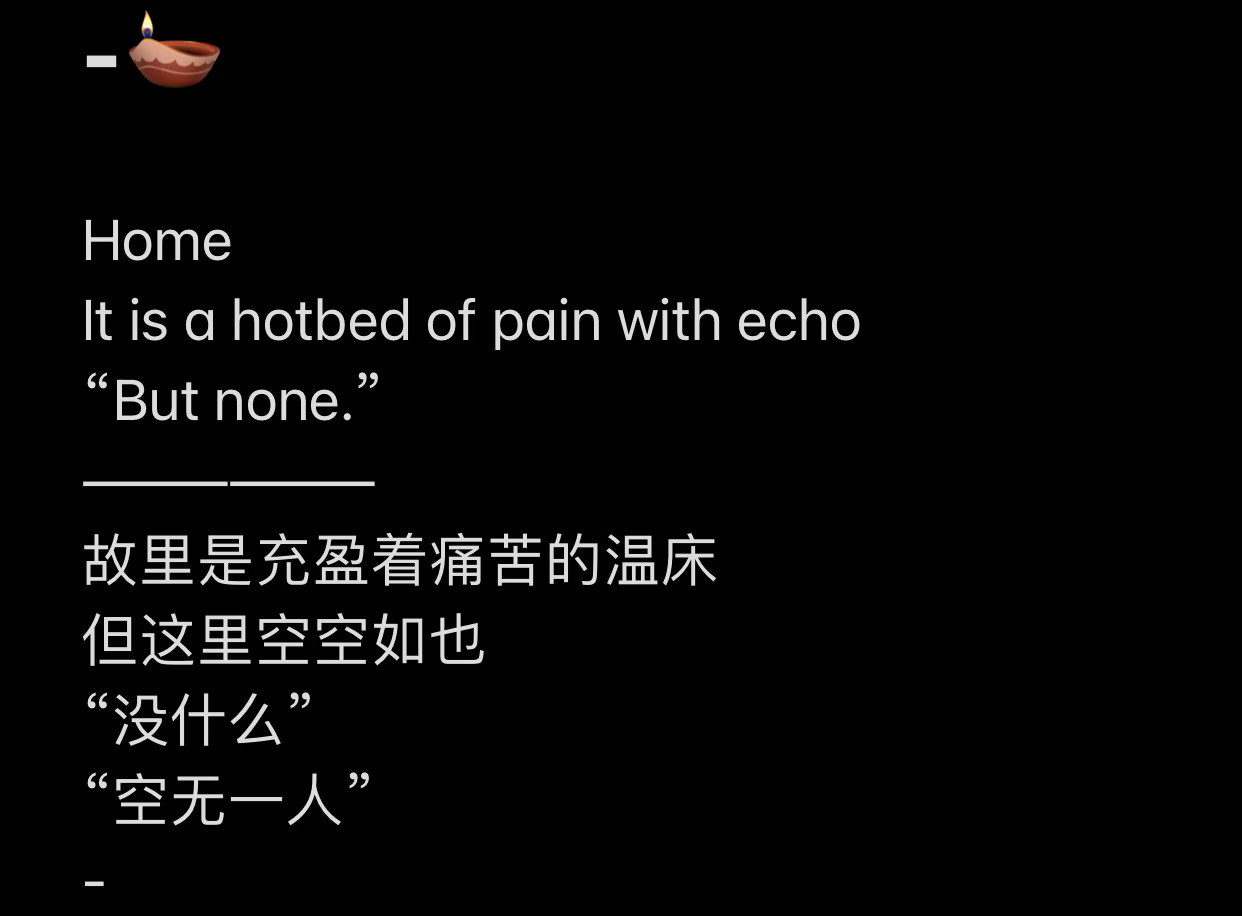 -🪔
Home
It is a hotbed of pain with echo
“But none.”
—————
故里是充盈着痛苦的温床
但这里空空如也
“没什么”
“空无一人”
-